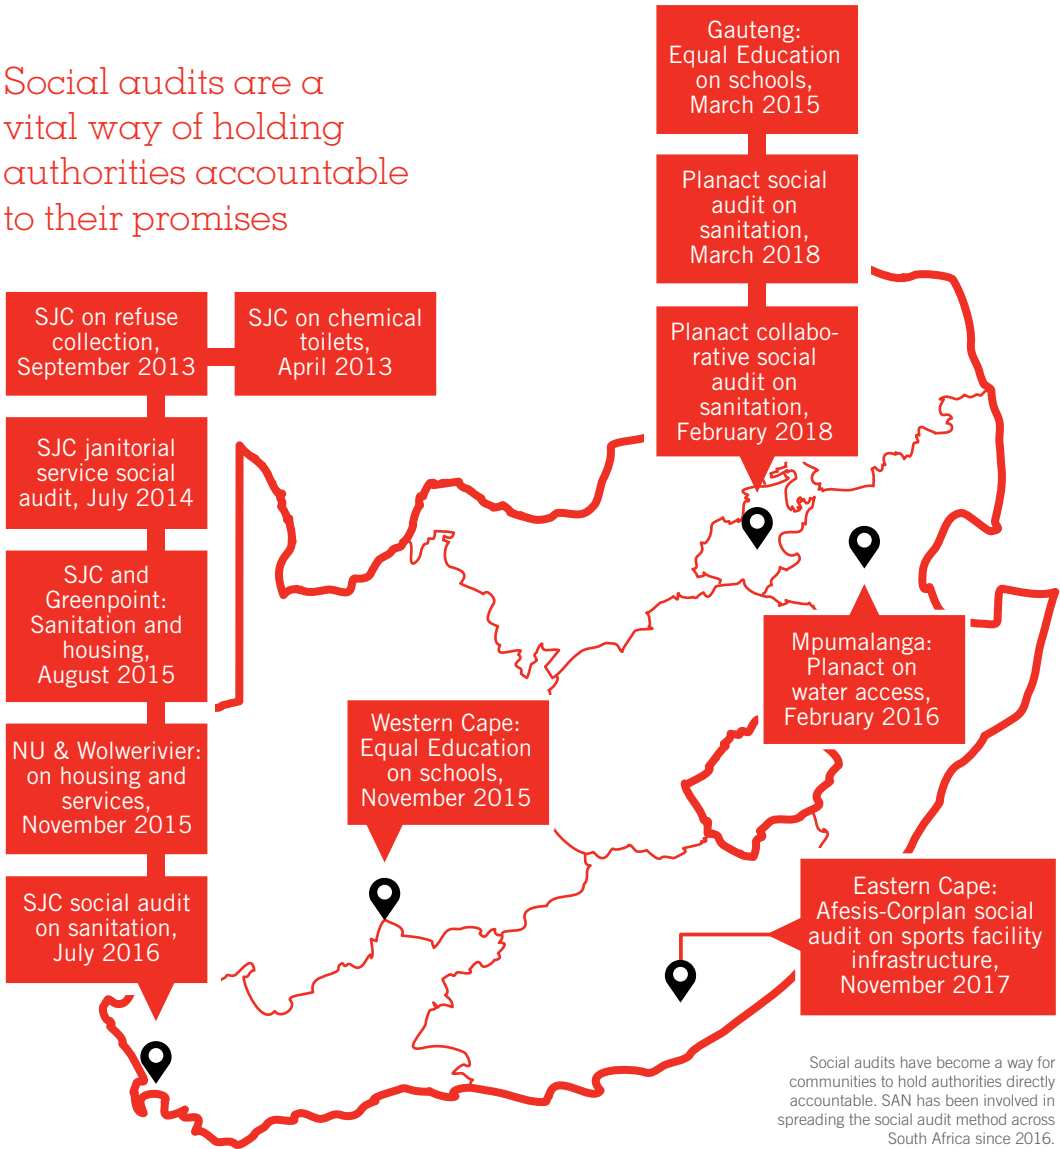 Social audits are a
vital way of holding
authorities accountable
to their promises
Gauteng:
Equal Education
on schools,
March 2015
Planact social
audit on
sanitation,
March 2018
Planact collabo-
rative social
audit on
sanitation,
February 2018
SJC on refuse
collection,
September 2013
SJC on chemical
toilets,
April 2013
SJC janitorial
service social
audit, July 2014
SJC and
Greenpoint:
Sanitation and
housing,
August 2015
NU & Wolwerivier:
on housing and
services,
November 2015
SJC social audit
on sanitation,
July 2016
Western Cape:
Equal Education
on schools,
November 2015
Mpumalanga:
Planact on
water access,
February 2016
Eastern Cape:
Afesis-Corplan social
audit on sports facility
infrastructure,
November 2017
Social audits have become a way for
communities to hold authorities directly
accountable. SAN has been involved in
spreading the social audit method across
South Africa since 2016.